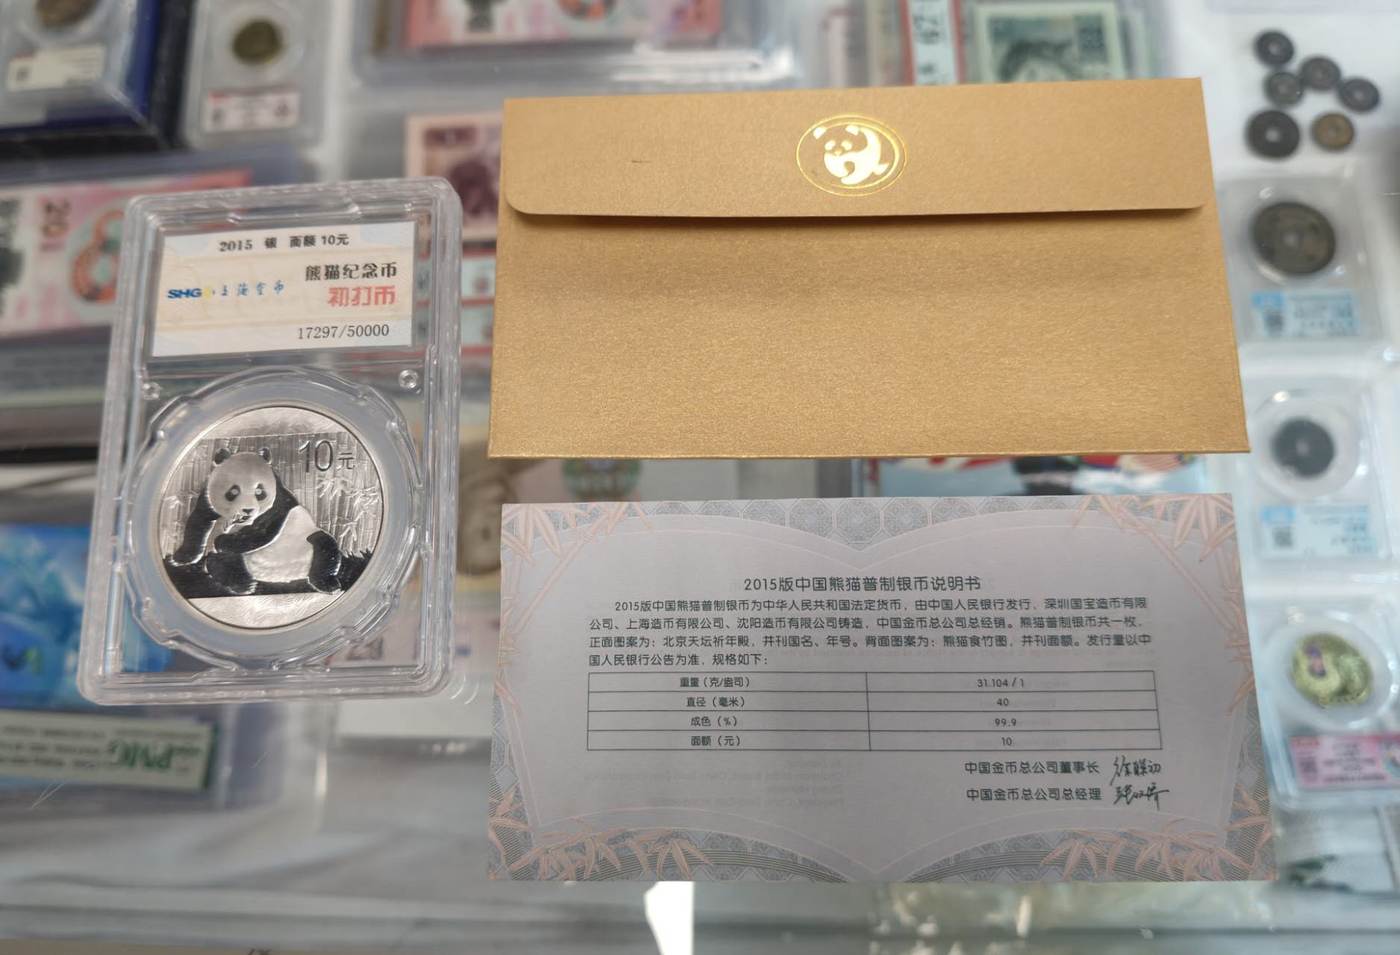 2015 银 面额 10元
熊猫纪念币
SHG 上海金币
初打币
17297/50000
10元
2015版中国熊猫普制银币说明书
2015版中国熊猫普制银币为中华人民共和国法定货币，由中国人民银行发行，深圳国宝造币有限
公司、上海造币有限公司、沈阳造币有限公司铸造，中国金币总公司总经销。熊猫普制银币共一枚，
正面图案为：北京天坛祈年殿，并刊国名、年号。背面图案为：熊猫食竹图，并刊面额。发行量以中
国人民银行公告为准，规格如下：
重量（克/盎司） 31.104 / 1
直径（毫米） 40
成色（%） 99.9
面额（元） 10
中国金币总公司董事长
中国金币总公司总经理
20
PMG